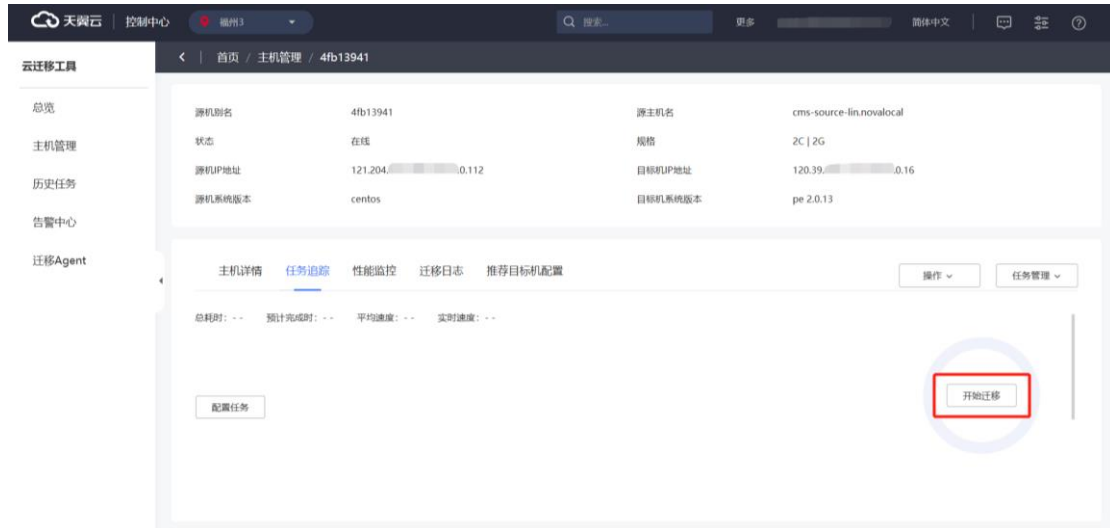 天翼云 控制中心 福州3 搜索... 更多 简体中文
云迁移工具
首页 / 主机管理 / 4fb13941
总览
主机管理
历史任务
告警中心
迁移Agent
源机别名 4fb13941 源主机名 cms-source-lin.novalocal
状态 在线 规格 2C | 2G
源机IP地址 121.204. .0.112 目标机IP地址 120.39. .0.16
源机系统版本 centos 目标机系统版本 pe 2.0.13
主机详情 任务追踪 性能监控 迁移日志 推荐目标机配置 操作 任务管理
总耗时：-- 预计完成时：-- 平均速度：-- 实时速度：--
开始迁移
配置任务